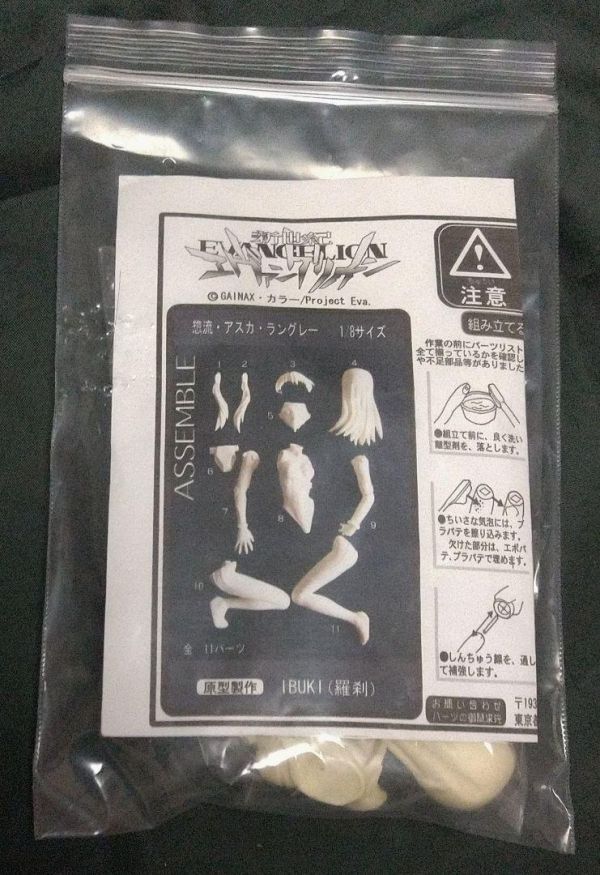 新世紀
EVANGELION
エヴァンゲリオン
©GAINAX・カラー/Project Eva.
惣流・アスカ・ラングレー 1/8サイズ
ASSEMBLE
1 2 3 4
5
6
7 8 9
10
11
全 11パーツ
原型製作 IBUKI(羅刹)
注意
組み立てる
作業の前にパーツリスト
全て揃っているかを確認し
や不足部品等がありました
●組立て前に、良く洗い
離型剤を、落とします。
●ちいさな気泡には、プ
ラパテを擦り込みます。
欠けた部分は、エポパ
テ、プラパテで埋めます。
●しんちゅう線を、通し
て補強します。
お問い合わせ
パーツの御請求先
〒193
東京都